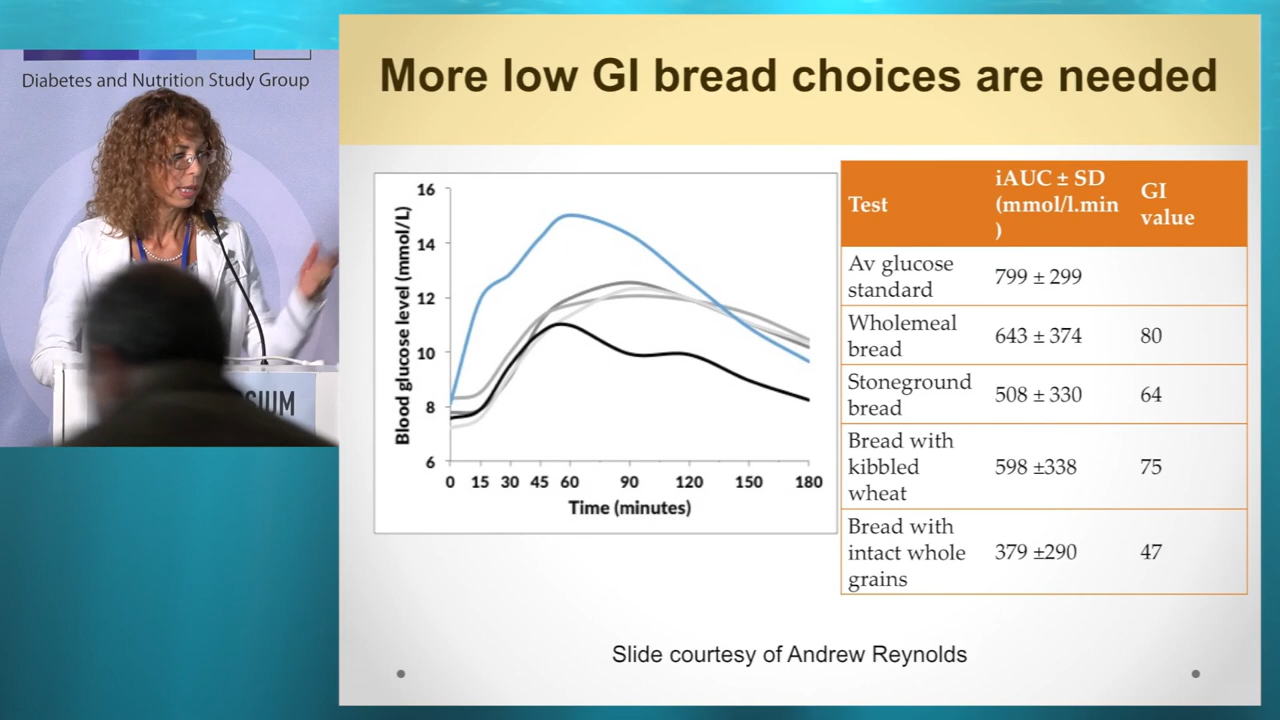 Diabetes and Nutrition Study Group
SIUM
More low GI bread choices are needed
Blood glucose level (mmol/L)
16
14
12
10
8
6
0 15 30 45 60 90 120 150 180
Time (minutes)
Test
iAUC ± SD
(mmol/l.min
)
GI
value
Av glucose
standard
799 ± 299
Wholemeal
bread
643 ± 374
80
Stoneground
bread
508 ± 330
64
Bread with
kibbled
wheat
598 ±338
75
Bread with
intact whole
grains
379 ±290
47
Slide courtesy of Andrew Reynolds